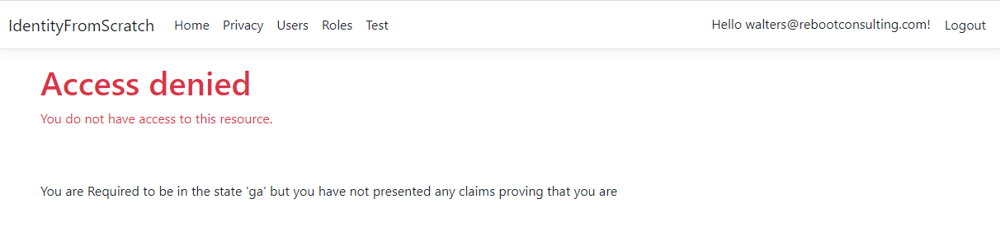 IdentityFromScratch Home Privacy Users Roles Test Hello walters@rebootconsulting.com! Logout
Access denied
You do not have access to this resource.
You are Required to be in the state 'ga' but you have not presented any claims proving that you are